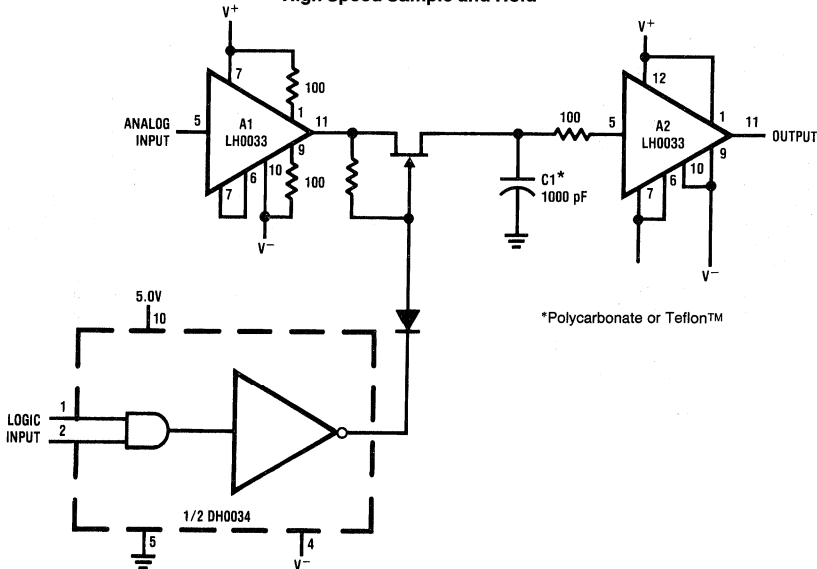 High Speed Sample and Hold
V+
7
100
1
5
A1
LH0033
11
ANALOG
INPUT
9
10
6
7
100
V−
V+
12
100
5
A2
LH0033
1
11
OUTPUT
9
10
6
7
V−
C1*
1000 pF
*Polycarbonate or Teflon™
5.0V
10
LOGIC
INPUT
1
2
1/2 DH0034
5
4
V−